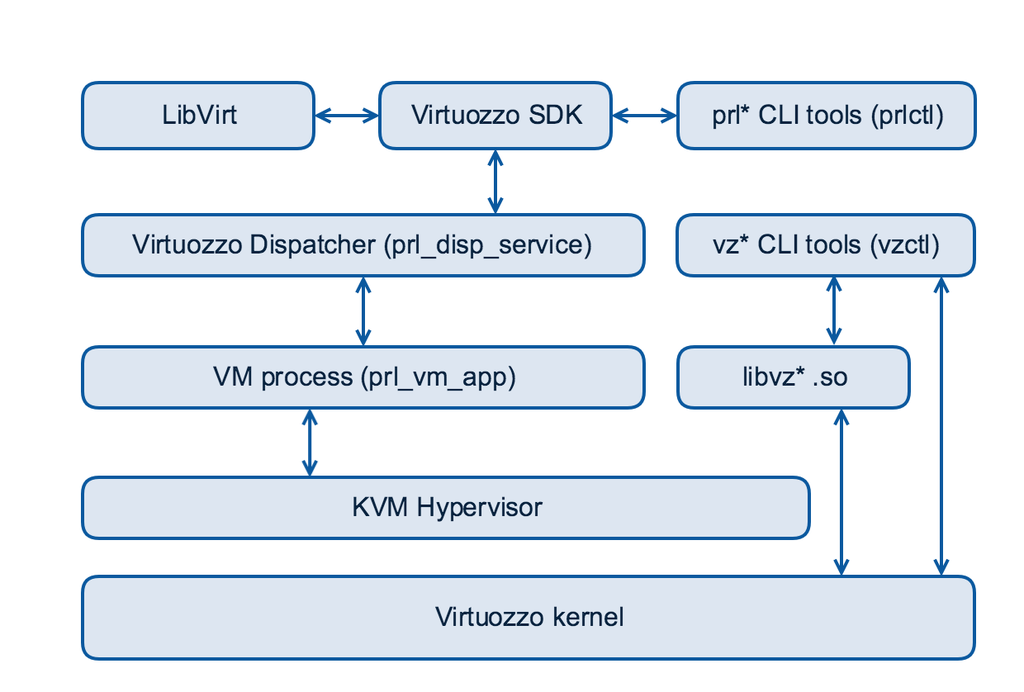 LibVirt
Virtuozzo SDK
prl* CLI tools (prlctl)
Virtuozzo Dispatcher (prl_disp_service)
vz* CLI tools (vzctl)
VM process (prl_vm_app)
libvz* .so
KVM Hypervisor
Virtuozzo kernel